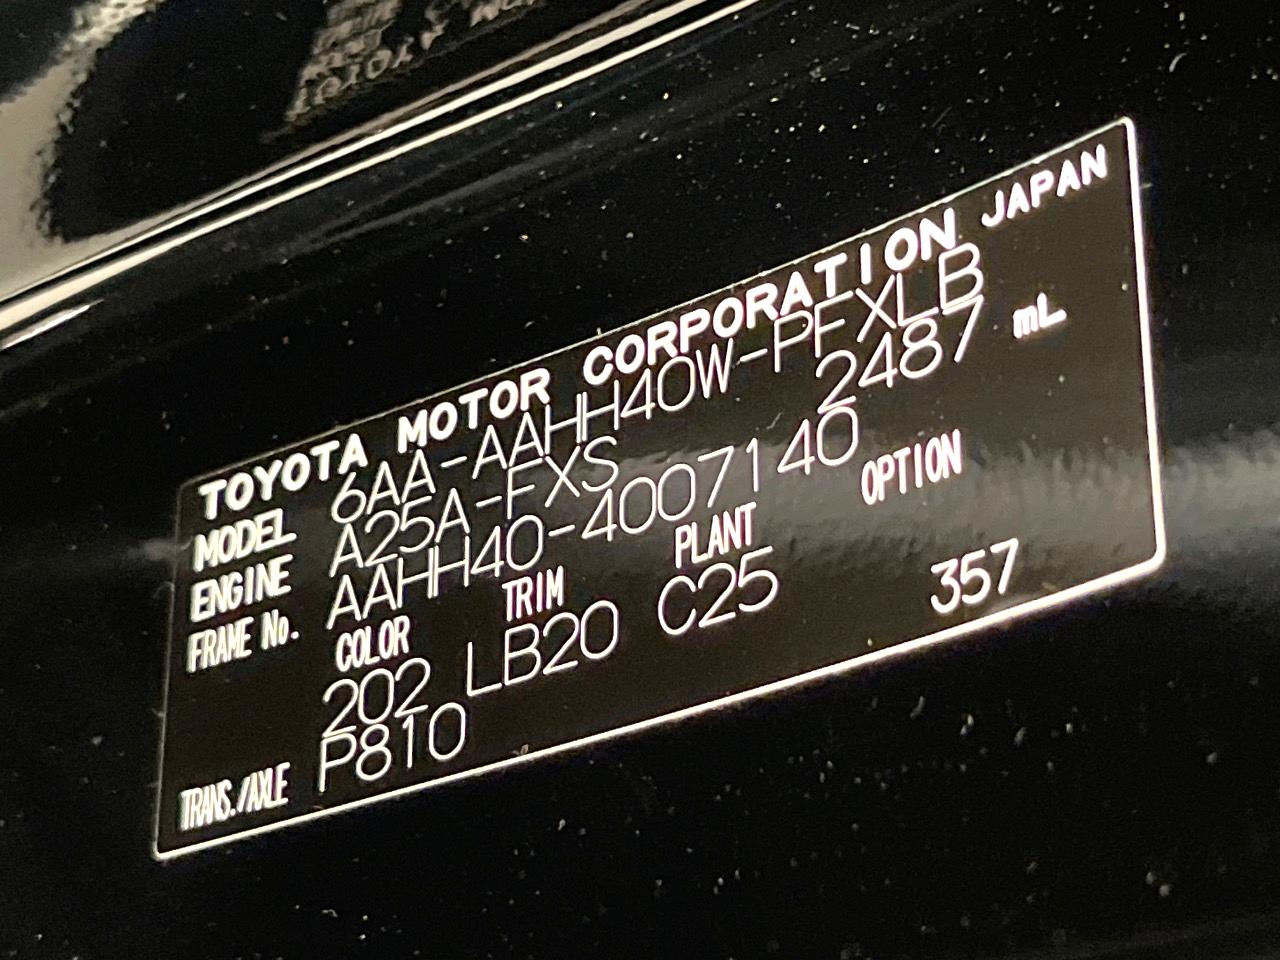 TOYOTA MOTOR CORPORATION JAPAN
MODEL 6AA-AAHH40W-PFXLB
ENGINE A25A-FXS 2487 mL
FRAME No. AAHH40-4007140
COLOR TRIM PLANT OPTION
202 LB20 C25
TRANS./AXLE P810 357